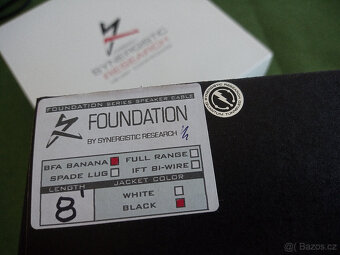 SYNERGISTIC
RESEARCH
FOUNDATION SERIES SPEAKER CABLE
FOUNDATION
BY SYNERGISTIC RESEARCH
BFA BANANA FULL RANGE
SPADE LUG IFT BI-WIRE
LENGTH JACKET COLOR
8' WHITE
BLACK
Bazoš.cz